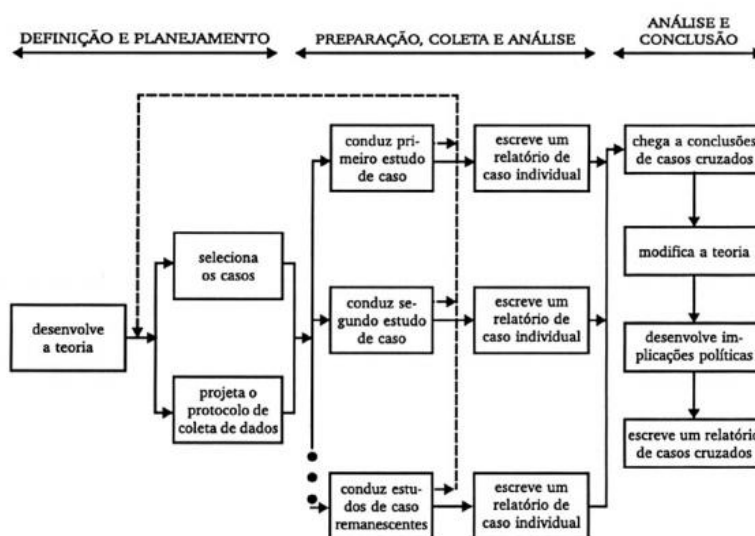 DEFINIÇÃO E PLANEJAMENTO
PREPARAÇÃO, COLETA E ANÁLISE
ANÁLISE E
CONCLUSÃO
desenvolve
a teoria
seleciona
os casos
projeta o
protocolo de
coleta de dados
conduz pri-
meiro estudo
de caso
escreve um
relatório de
caso individual
conduz se-
gundo estudo
de caso
escreve um
relatório de
caso individual
conduz estu-
dos de caso
remanescentes
escreve um
relatório de
caso individual
chega a conclusões
de casos cruzados
modifica a teoria
desenvolve im-
plicações políticas
escreve um relatório
de casos cruzados